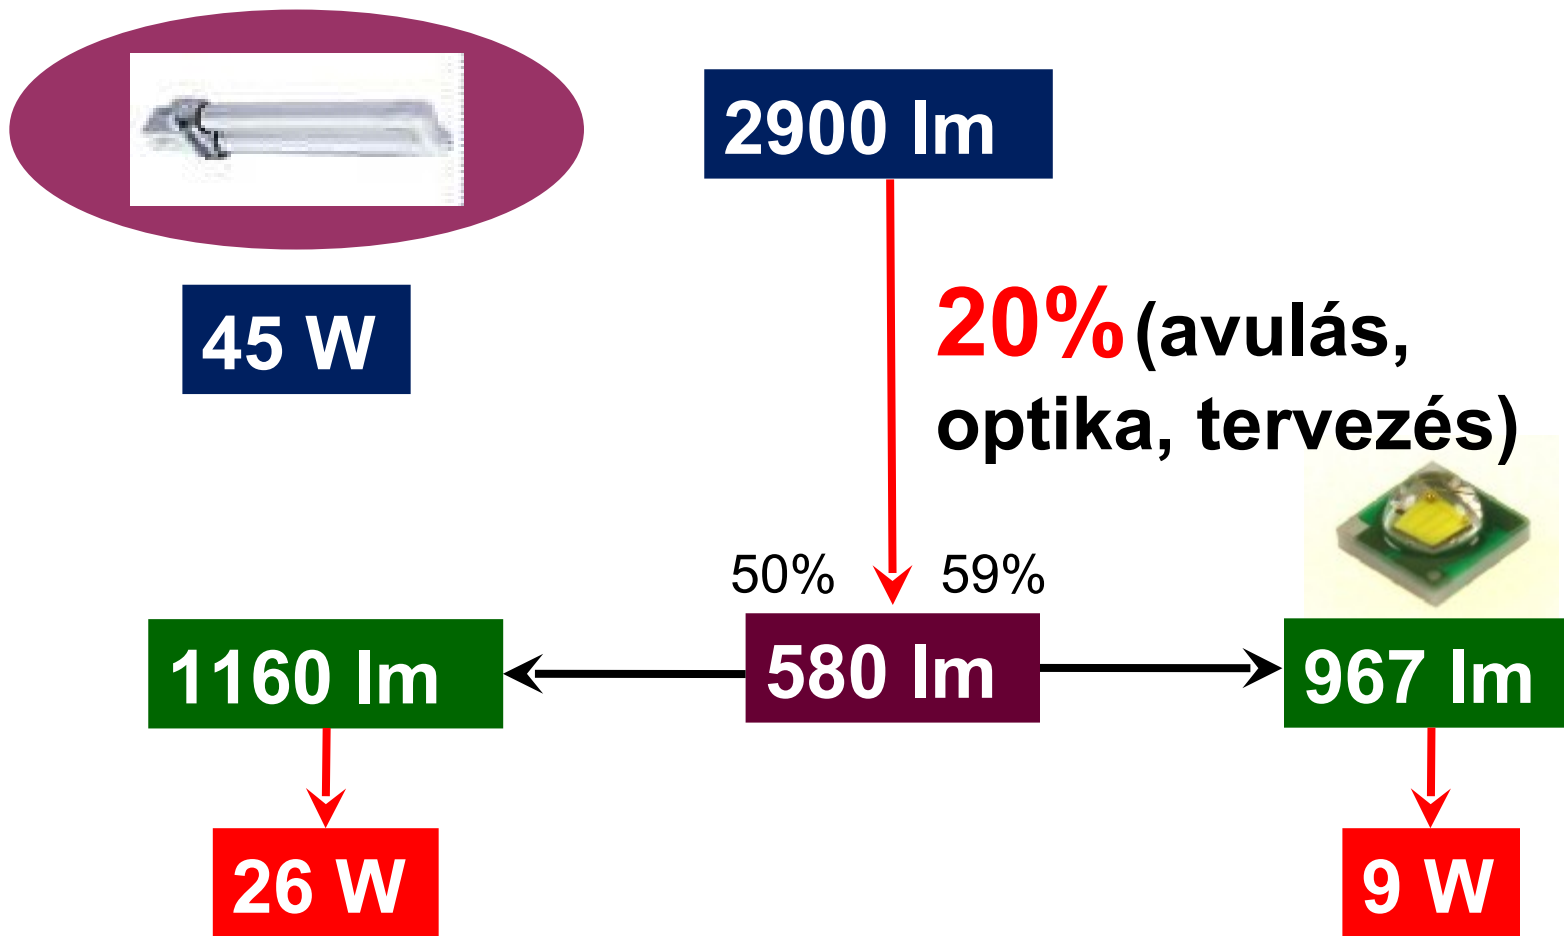 2900 lm
45 W
20% (avulás,
optika, tervezés)
50% 59%
1160 lm 580 lm 967 lm
26 W 9 W